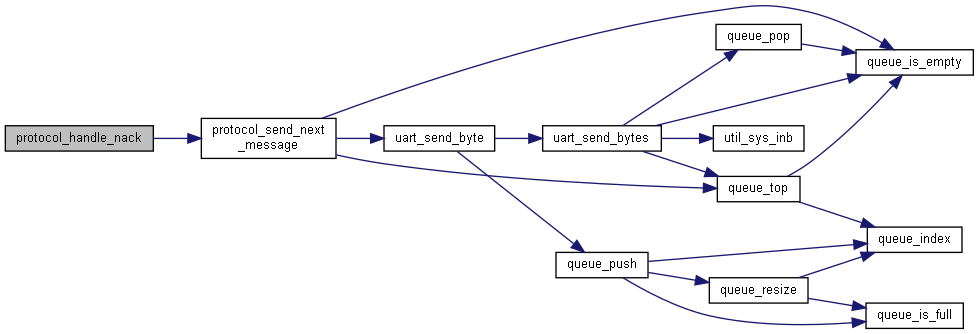 protocol_handle_nack
protocol_send_next
_message
uart_send_byte
uart_send_bytes
queue_pop
queue_is_empty
util_sys_inb
queue_top
queue_index
queue_push
queue_resize
queue_is_full